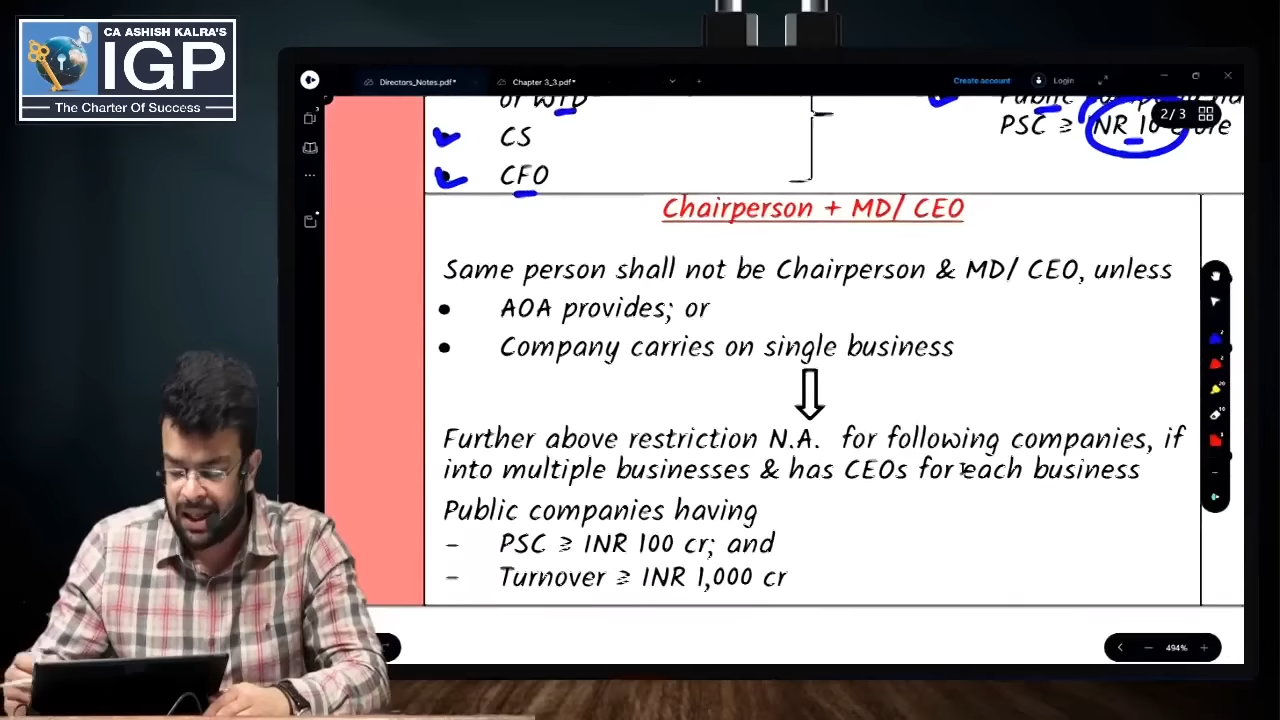 CA ASHISH KALRA'S
IGP
The Charter Of Success
Directors_Notes.pdf*
Chapter 3_3.pdf*
Create account
Login
or WTD
Public
2/3
CS
PSC ≥ INR 10 crore
CFO
Chairperson + MD/ CEO
Same person shall not be Chairperson & MD/ CEO, unless
• AOA provides; or
• Company carries on single business
Further above restriction N.A. for following companies, if
into multiple businesses & has CEOs for each business
Public companies having
- PSC ≥ INR 100 cr; and
- Turnover ≥ INR 1,000 cr
494%